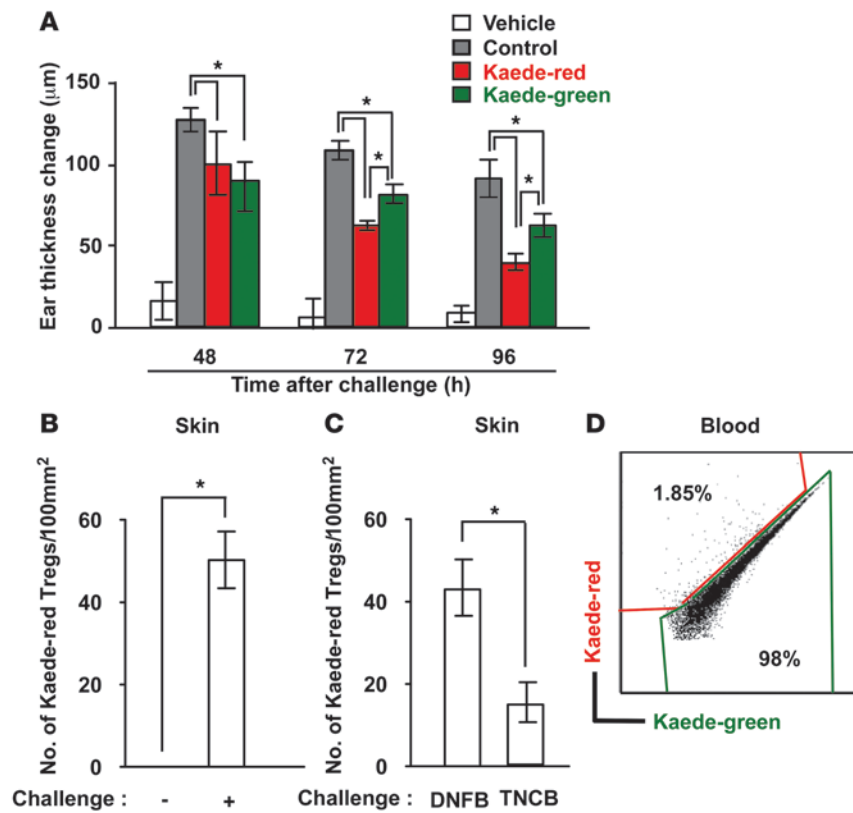 A
Vehicle
Control
Kaede-red
Kaede-green
Ear thickness change (µm)
150
100
50
0
* * * * *
48 72 96
Time after challenge (h)
B
Skin
No. of Kaede-red Tregs/100mm²
60
40
20
0
*
Challenge : - +
C
Skin
No. of Kaede-red Tregs/100mm²
60
40
20
0
*
Challenge : DNFB TNCB
D
Blood
1.85%
98%
Kaede-red
Kaede-green